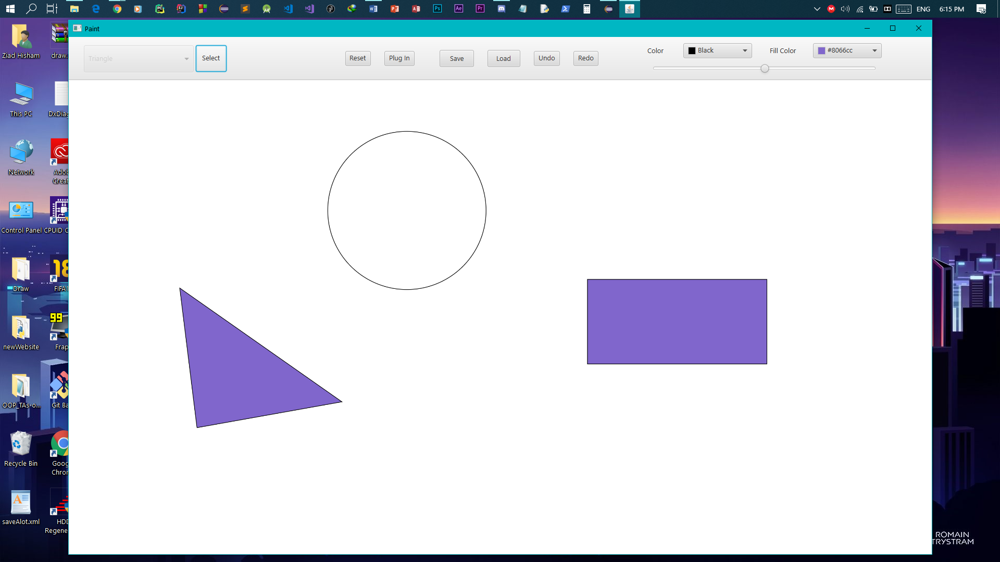 ENG
6:15 PM
Paint
Triangle
Select
Reset
Plug In
Save
Load
Undo
Redo
Color
Black
Fill Color
#8066cc
Ziad Hisham
draw.
This PC
DxDiag
Network
Adob
Creat
Control Panel
CPUID C
Draw
FIFA1
newWebsite
99
Frap
OOP_TAs-o...
Git Ba
Recycle Bin
Goog
Chron
saveAlot.xml
HDD
Regene
ROMAIN
TRYSTRAM